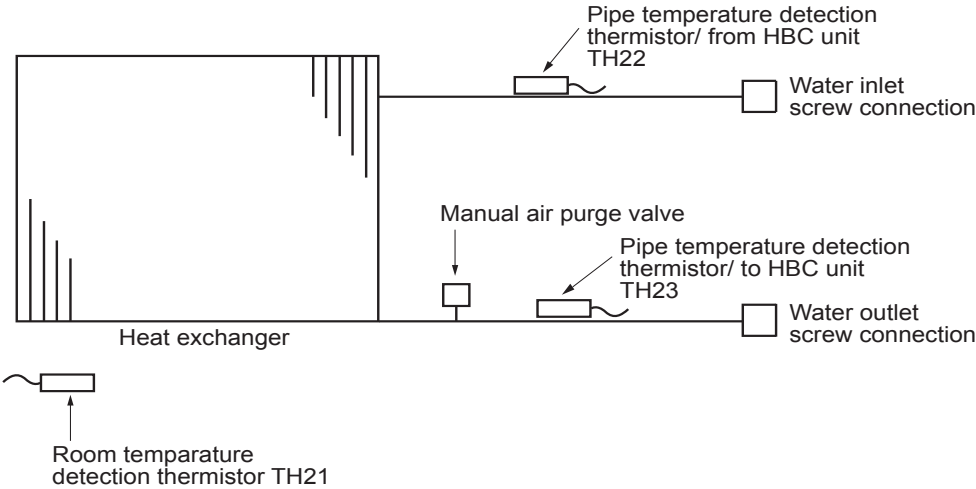 Pipe temperature detection
thermistor/ from HBC unit
TH22
Water inlet
screw connection
Manual air purge valve
Pipe temperature detection
thermistor/ to HBC unit
TH23
Water outlet
screw connection
Heat exchanger
Room temparature
detection thermistor TH21